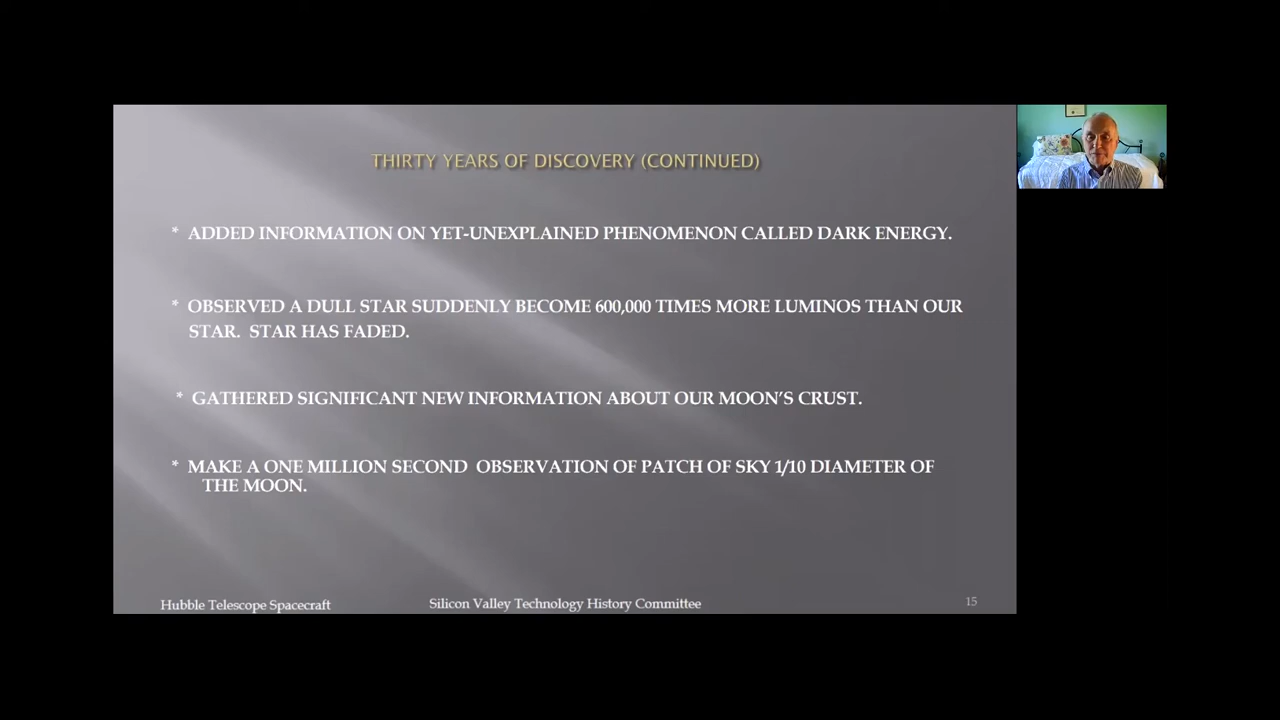 THIRTY YEARS OF DISCOVERY (CONTINUED)
* ADDED INFORMATION ON YET-UNEXPLAINED PHENOMENON CALLED DARK ENERGY.
* OBSERVED A DULL STAR SUDDENLY BECOME 600,000 TIMES MORE LUMINOS THAN OUR
STAR. STAR HAS FADED.
* GATHERED SIGNIFICANT NEW INFORMATION ABOUT OUR MOON'S CRUST.
* MAKE A ONE MILLION SECOND OBSERVATION OF PATCH OF SKY 1/10 DIAMETER OF
THE MOON.
Hubble Telescope Spacecraft
Silicon Valley Technology History Committee
15